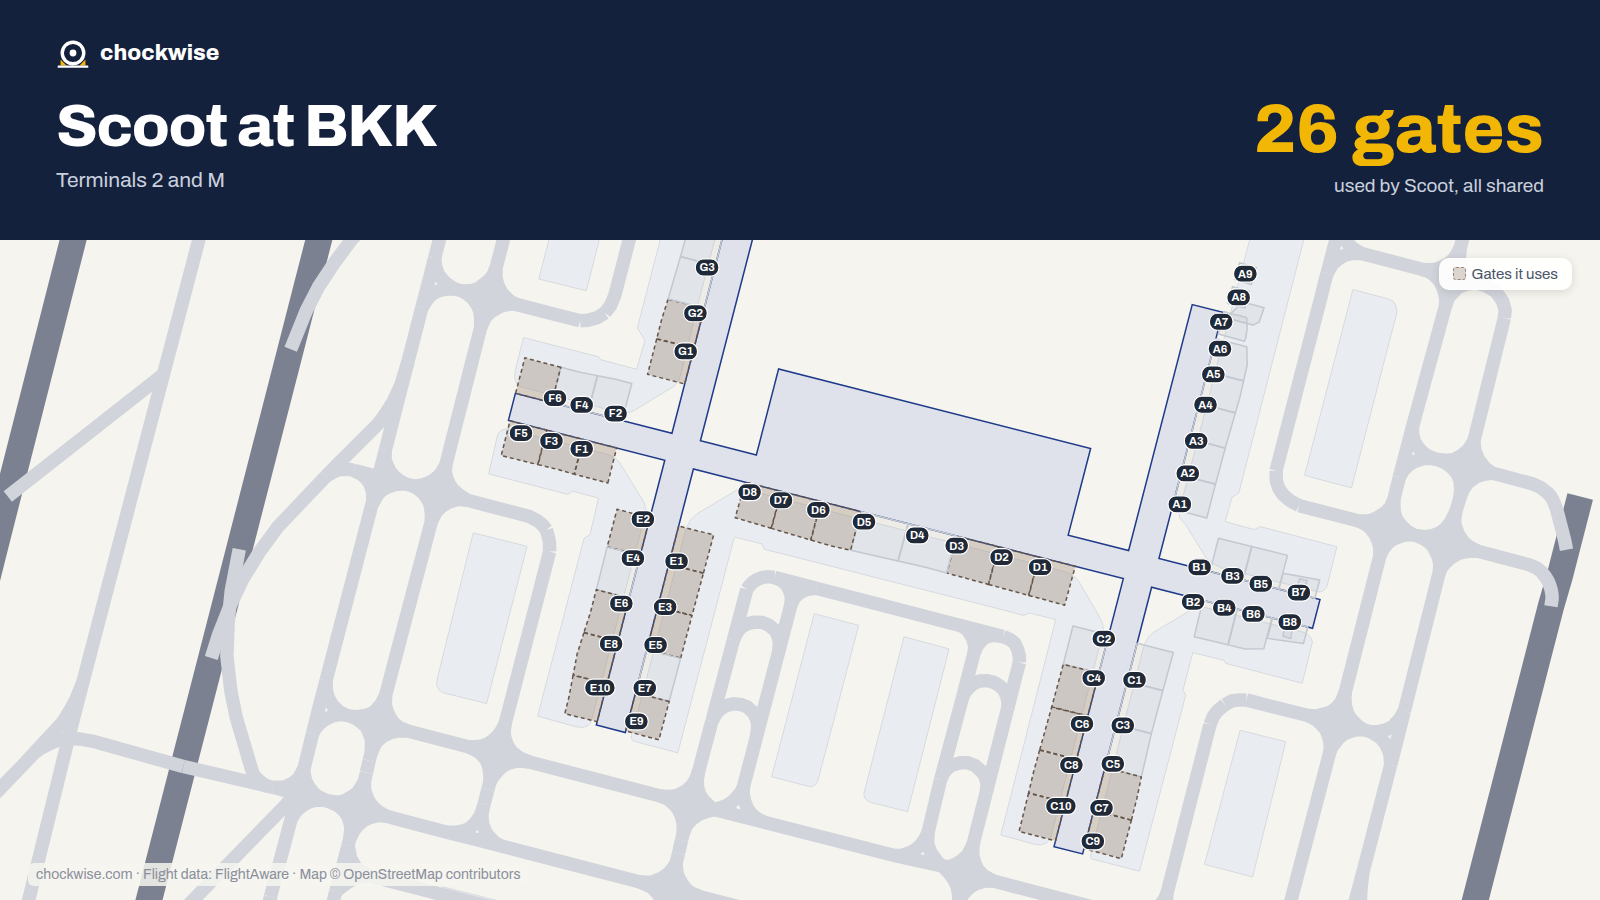 chockwise
Scoot at BKK
Terminals 2 and M
26 gates
used by Scoot, all shared
Gates it uses
G3
A9
A8
G2
A7
G1
A6
A5
F6
F4
F2
A4
F5
F3
F1
A3
A2
D8
D7
D6
A1
E2
D5
D4
D3
E4
E1
D2
D1
B1
B3
B5
B7
E6
E3
B2
B4
B6
B8
E8
E5
C2
E10
E7
C4
C1
E9
C6
C3
C8
C5
C10
C7
C9
chockwise.com · Flight data: FlightAware · Map © OpenStreetMap contributors